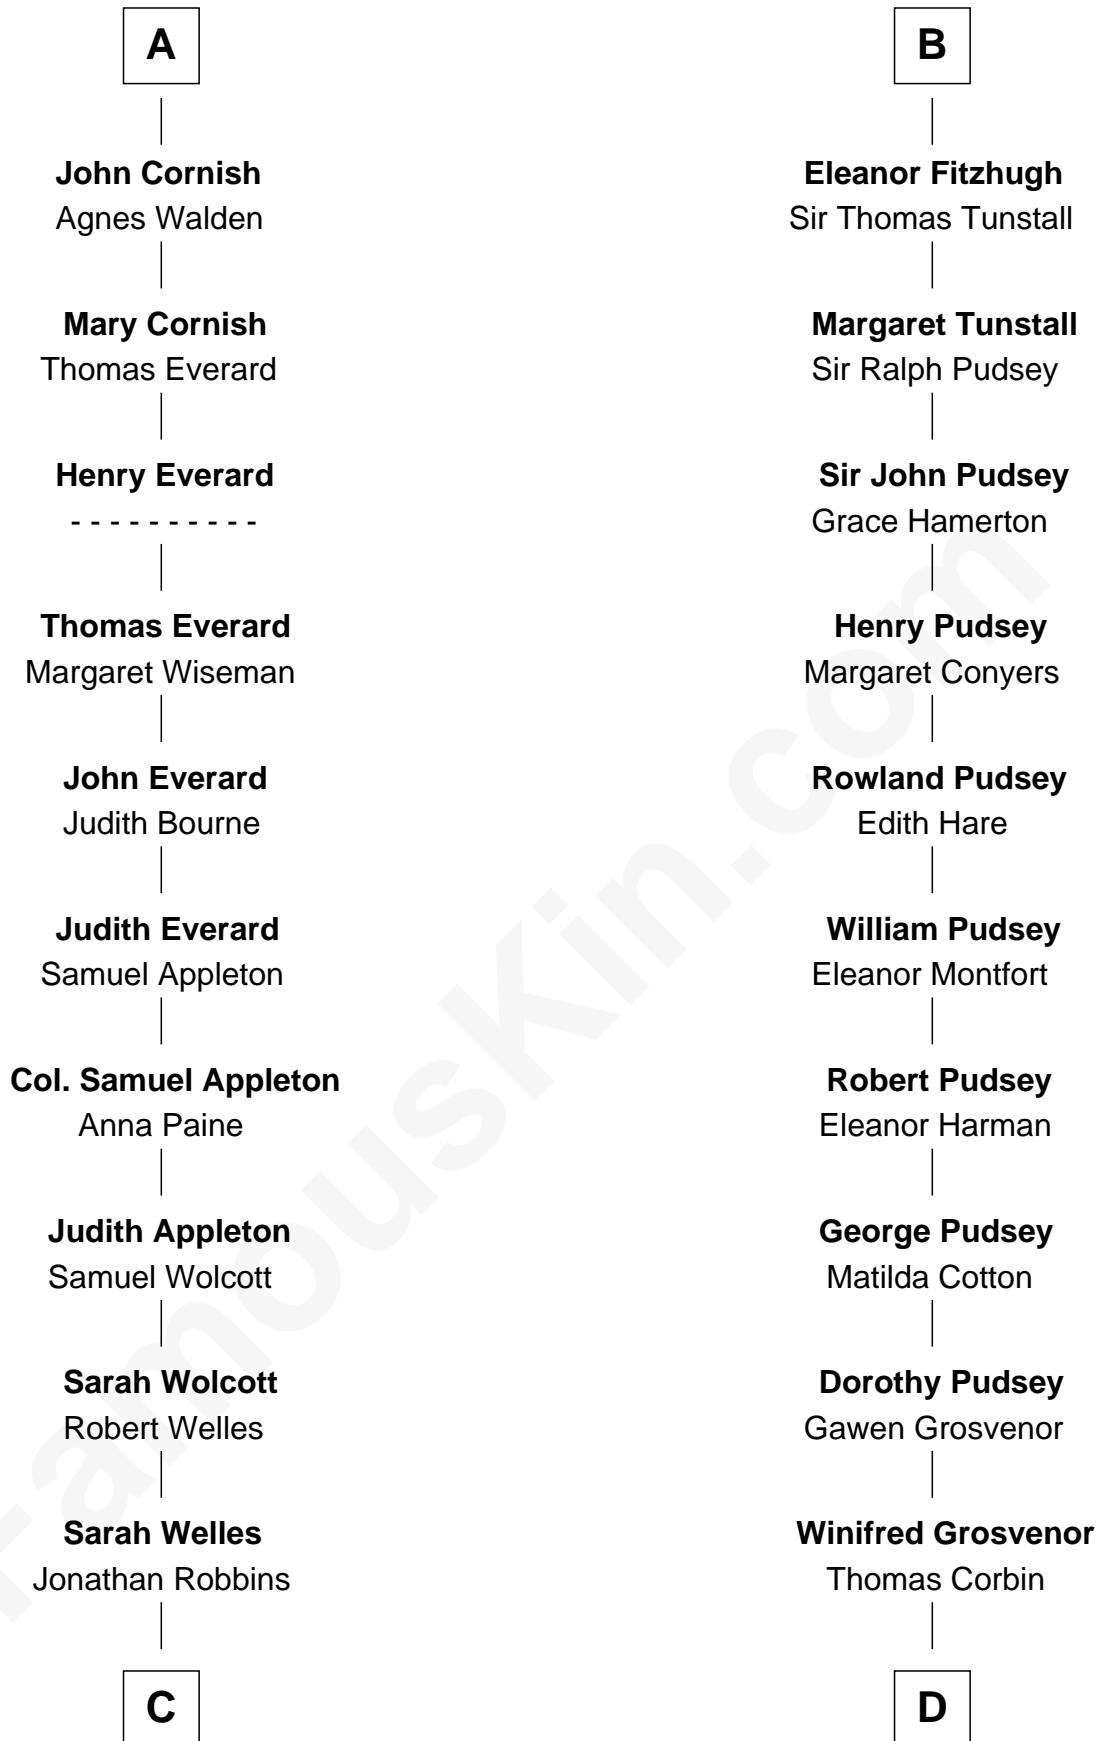 A
John Cornish
Agnes Walden
Mary Cornish
Thomas Everard
Henry Everard
- - - - - - - - - -
Thomas Everard
Margaret Wiseman
John Everard
Judith Bourne
Judith Everard
Samuel Appleton
Col. Samuel Appleton
Anna Paine
Judith Appleton
Samuel Wolcott
Sarah Wolcott
Robert Welles
Sarah Welles
Jonathan Robbins
C
B
Eleanor Fitzhugh
Sir Thomas Tunstall
Margaret Tunstall
Sir Ralph Pudsey
Sir John Pudsey
Grace Hamerton
Henry Pudsey
Margaret Conyers
Rowland Pudsey
Edith Hare
William Pudsey
Eleanor Montfort
Robert Pudsey
Eleanor Harman
George Pudsey
Matilda Cotton
Dorothy Pudsey
Gawen Grosvenor
Winifred Grosvenor
Thomas Corbin
D
FamousKin.com